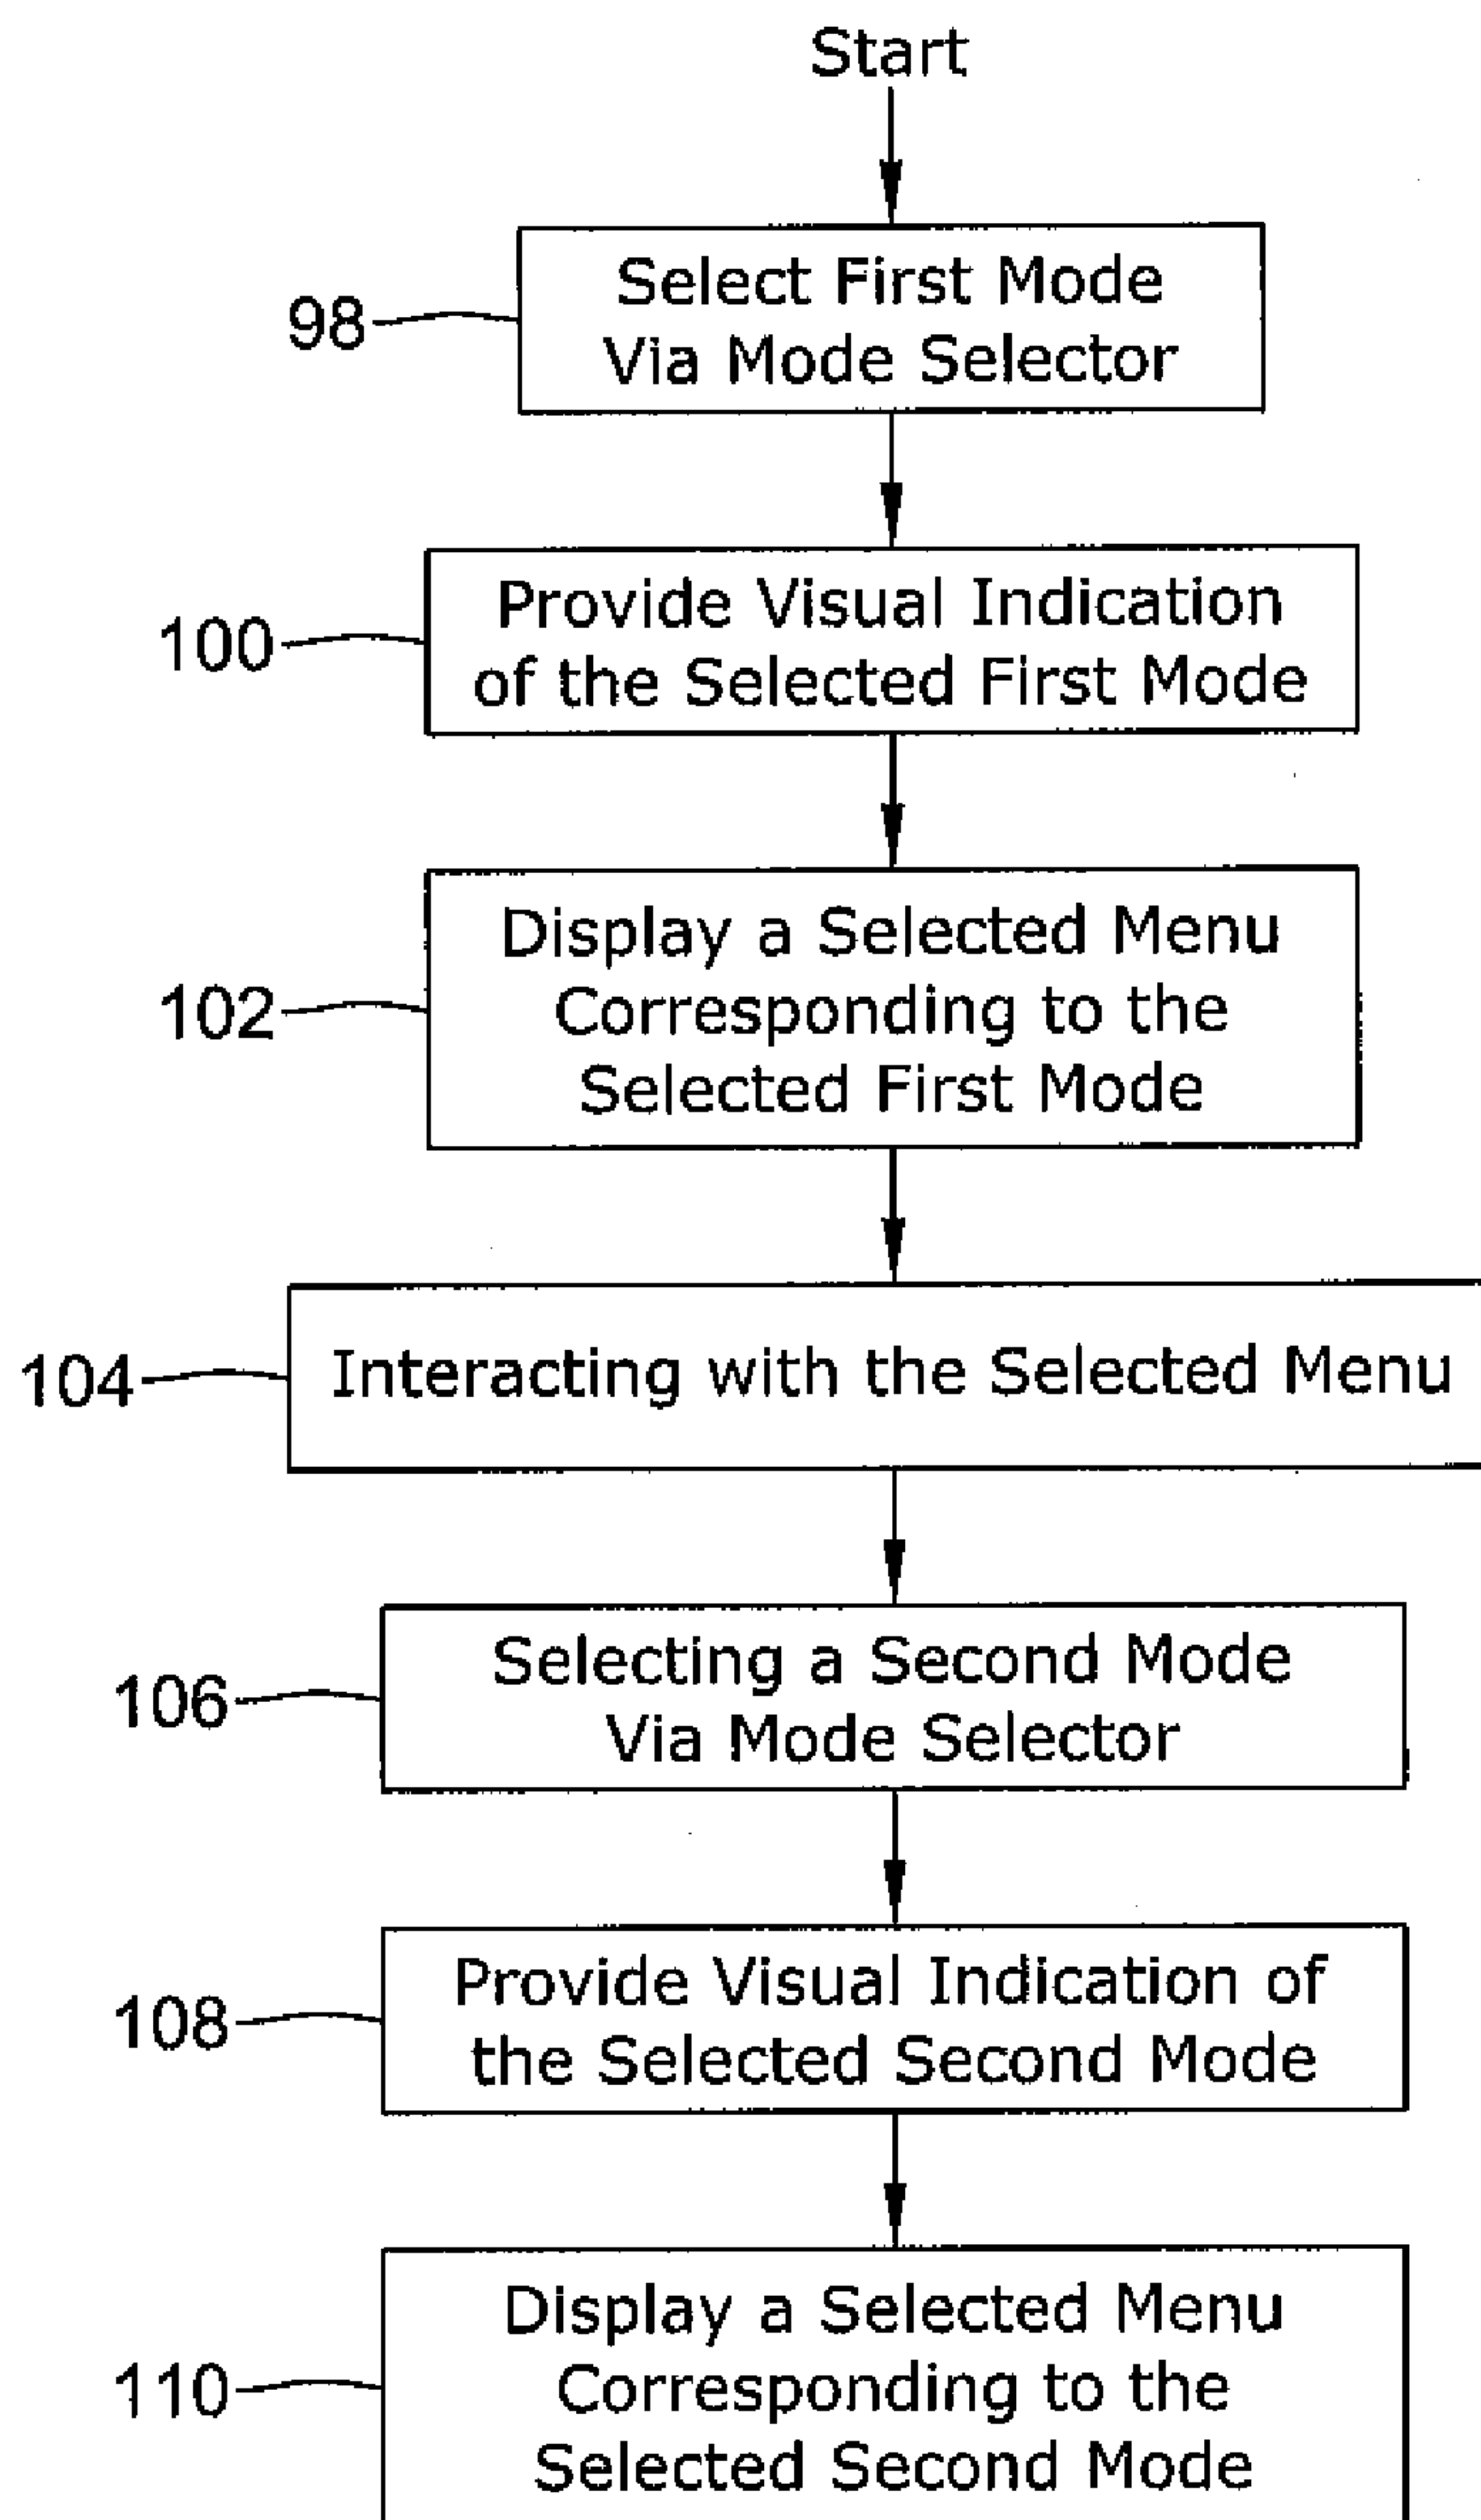 Start
98
Select First Mode
Via Mode Selector
100
Provide Visual Indication
of the Selected First Mode
102
Display a Selected Menu
Corresponding to the
Selected First Mode
104
Interacting with the Selected Menu
106
Selecting a Second Mode
Via Mode Selector
108
Provide Visual Indication of
the Selected Second Mode
110
Display a Selected Menu
Corresponding to the
Selected Second Mode